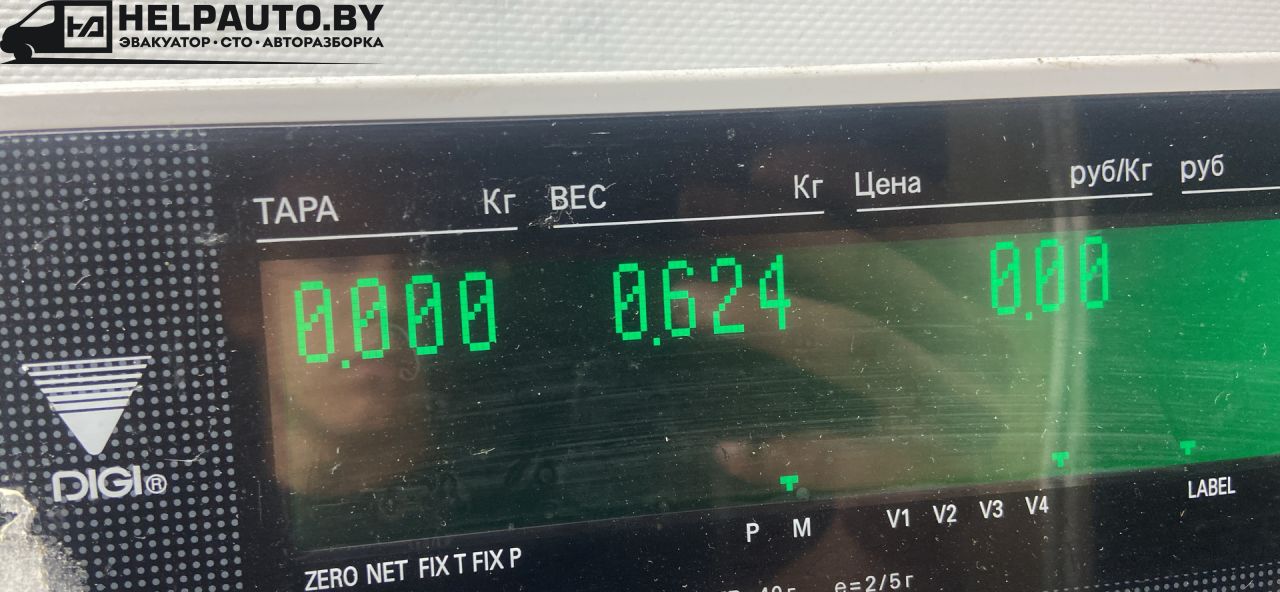 HELPAUTO.BY
ЭВАКУАТОР · СТО · АВТОРАЗБОРКА
ТАРА Кг ВЕС Кг Цена руб/Кг руб
0.000 0.624 0.00
DIGI®
P M V1 V2 V3 V4 LABEL
ZERO NET FIX T FIX P
e=2/5г